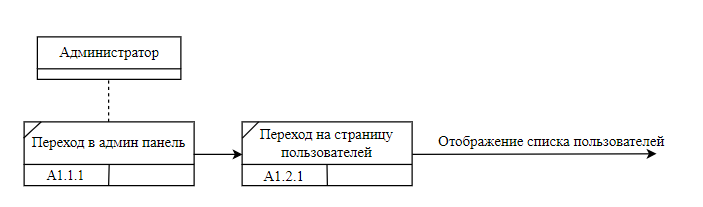 Администратор
Переход в админ панель
A1.1.1
Переход на страницу
пользователей
A1.2.1
Отображение списка пользователей